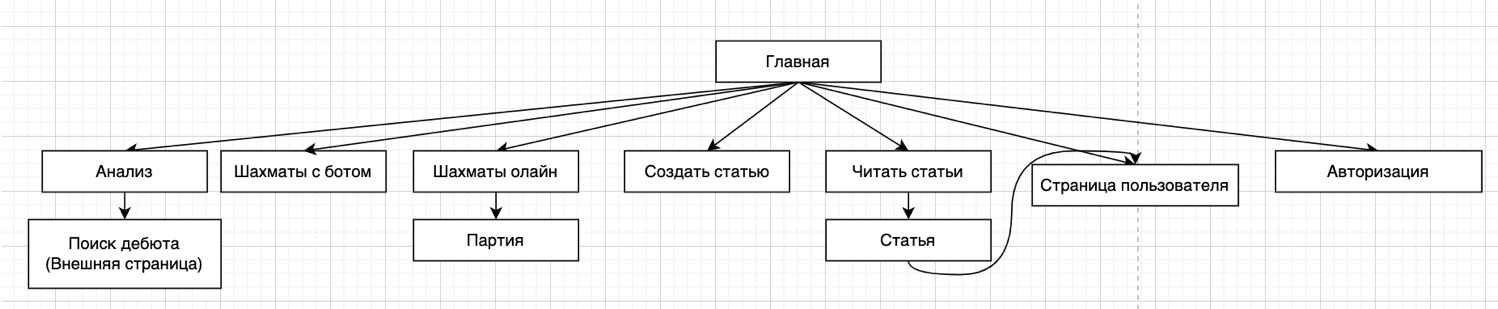 Главная
Анализ
Шахматы с ботом
Шахматы олайн
Создать статью
Читать статьи
Страница пользователя
Авторизация
Поиск дебюта
(Внешняя страница)
Партия
Статья